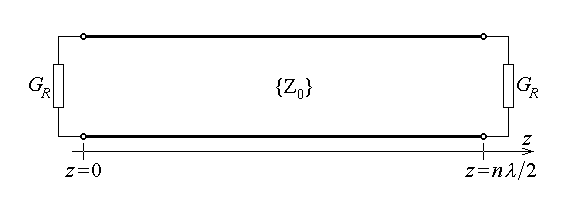 G_R {Z_0} G_R
z
z=0 z=nλ/2